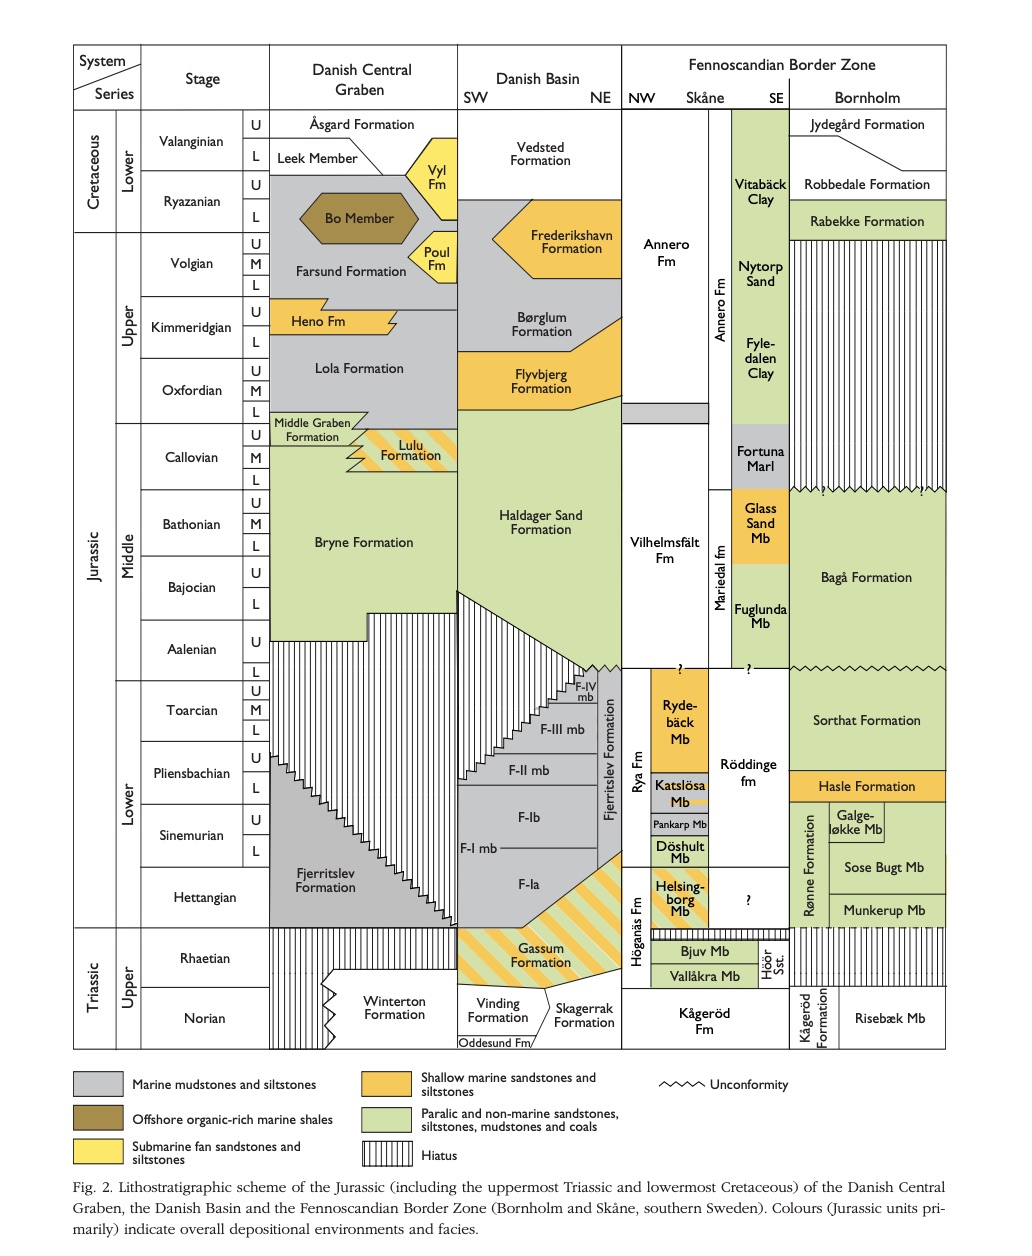 System
Series
Stage
Danish Central
Graben
Danish Basin
SW
NE
Fennoscandian Border Zone
NW
Skåne
SE
Bornholm
Cretaceous
Lower
Jurassic
Upper
Middle
Lower
Triassic
Upper
Valanginian
U
L
Ryazanian
U
L
Volgian
U
M
L
Kimmeridgian
U
L
Oxfordian
U
M
L
Callovian
U
M
L
Bathonian
U
M
L
Bajocian
U
L
Aalenian
U
L
Toarcian
U
M
L
Pliensbachian
U
L
Sinemurian
U
L
Hettangian
Rhaetian
Norian
Åsgard Formation
Leek Member
Vyl
Fm
Bo Member
Poul
Fm
Farsund Formation
Heno Fm
Lola Formation
Middle Graben
Formation
Lulu
Formation
Bryne Formation
Fjerritslev
Formation
Winterton
Formation
Vedsted
Formation
Frederikshavn
Formation
Børglum
Formation
Flyvbjerg
Formation
Haldager Sand
Formation
F-IV
mb
F-III mb
F-II mb
F-Ib
F-I mb
F-Ia
Fjerritslev Formation
Gassum
Formation
Vinding
Formation
Skagerrak
Formation
Oddesund Fm
Annero
Fm
Vilhelmsfält
Fm
?
Rya Fm
Ryde-
bäck
Mb
Katslösa
Mb
Pankarp Mb
Döshult
Mb
Höganäs Fm
Helsing-
borg
Mb
Bjuv Mb
Vallåkra Mb
Höör
Sst.
Kågeröd
Fm
Annero Fm
Vitabäck
Clay
Nytorp
Sand
Fyle-
dalen
Clay
Fortuna
Marl
Mariedal fm
Glass
Sand
Mb
Fuglunda
Mb
?
Röddinge
fm
?
Jydegård Formation
Robbedale Formation
Rabekke Formation
?
?
Bagå Formation
Sorthat Formation
Hasle Formation
Rønne Formation
Galge-
løkke Mb
Sose Bugt Mb
Munkerup Mb
Kågeröd
Formation
Risebæk Mb
Marine mudstones and siltstones
Offshore organic-rich marine shales
Submarine fan sandstones and
siltstones
Shallow marine sandstones and
siltstones
Paralic and non-marine sandstones,
siltstones, mudstones and coals
Hiatus
Unconformity
Fig. 2. Lithostratigraphic scheme of the Jurassic (including the uppermost Triassic and lowermost Cretaceous) of the Danish Central
Graben, the Danish Basin and the Fennoscandian Border Zone (Bornholm and Skåne, southern Sweden). Colours (Jurassic units pri-
marily) indicate overall depositional environments and facies.